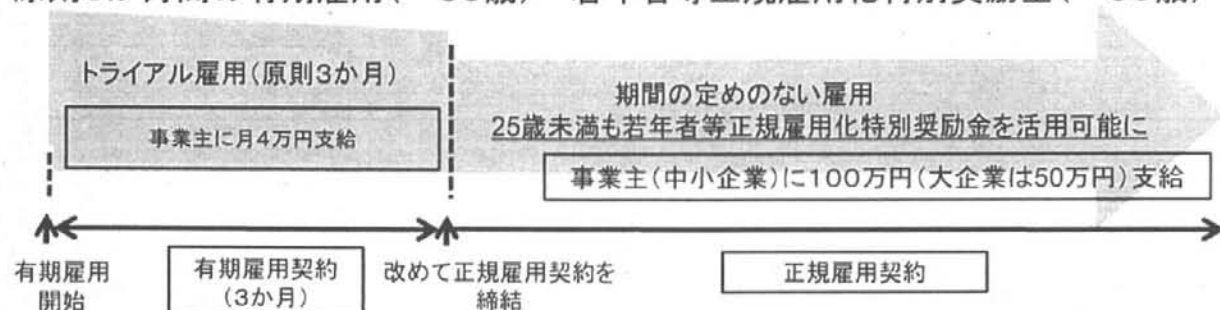 トライアル雇用(原則3か月)
事業主に月4万円支給
期間の定めのない雇用
25歳未満も若年者等正規雇用化特別奨励金を活用可能に
事業主(中小企業)に100万円(大企業は50万円)支給
有期雇用
開始
有期雇用契約
(3か月)
改めて正規雇用契約を
締結
正規雇用契約